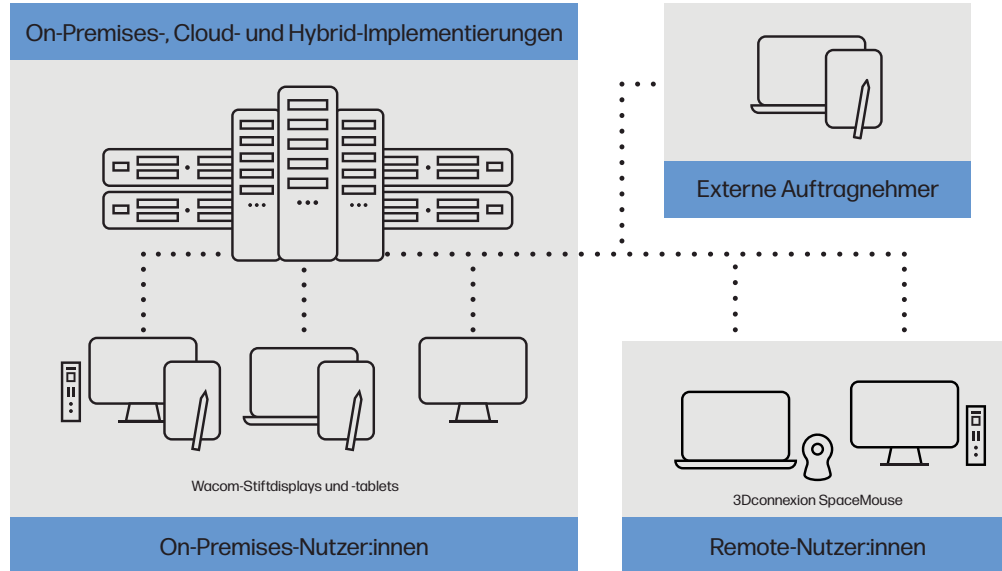 On-Premises-, Cloud- und Hybrid-Implementierungen
Externe Auftragnehmer
Wacom-Stiftdisplays und -tablets
3Dconnexion SpaceMouse
On-Premises-Nutzer:innen
Remote-Nutzer:innen